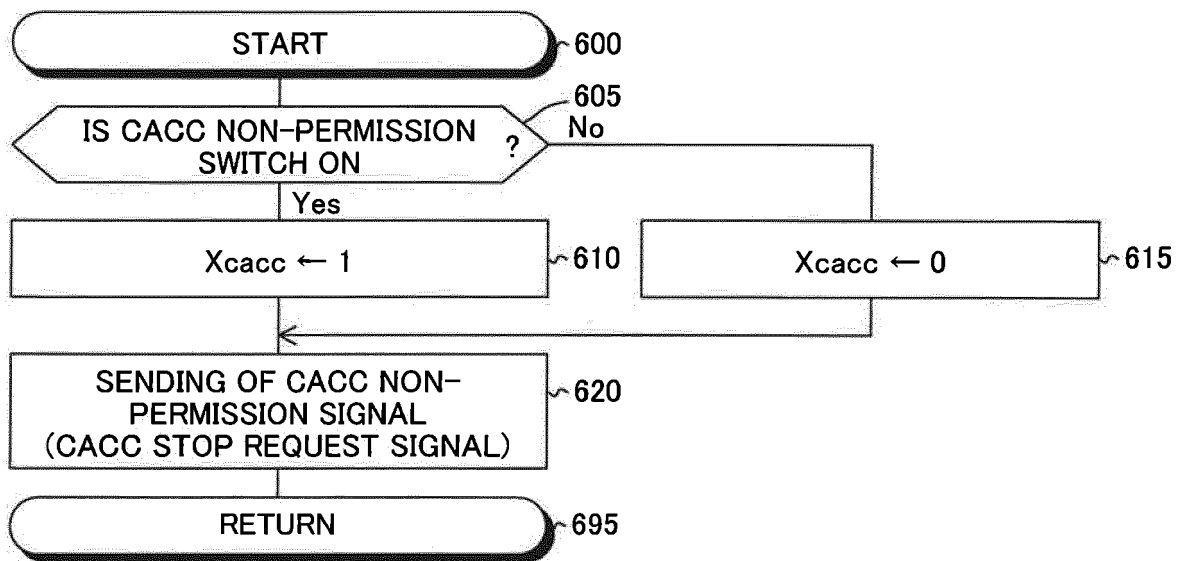 START
600
605
IS CACC NON-PERMISSION
SWITCH ON
?
No
Yes
Xcacc ← 1
610
Xcacc ← 0
615
SENDING OF CACC NON-
PERMISSION SIGNAL
(CACC STOP REQUEST SIGNAL)
620
RETURN
695